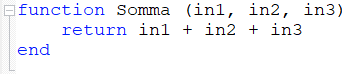 function Somma (in1, in2, in3)
    return in1 + in2 + in3
end